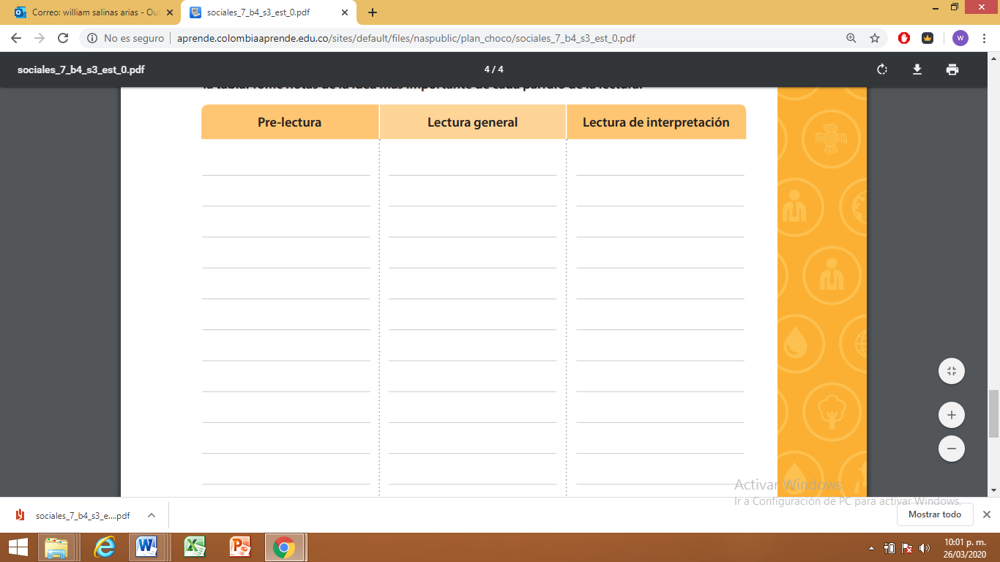 Correo: william salinas arias - Ou
sociales_7_b4_s3_est_0.pdf
No es seguro
aprende.colombiaaprende.edu.co/sites/default/files/naspublic/plan_choco/sociales_7_b4_s3_est_0.pdf
W
sociales_7_b4_s3_est_0.pdf
4 / 4
la tabla. Tome notas de la idea más importante de cada párrafo de la lectura.
Pre-lectura
Lectura general
Lectura de interpretación
Activar Windows
Ir a Configuración de PC para activar Windows.
sociales_7_b4_s3_e....pdf
Mostrar todo
10:01 p. m.
26/03/2020